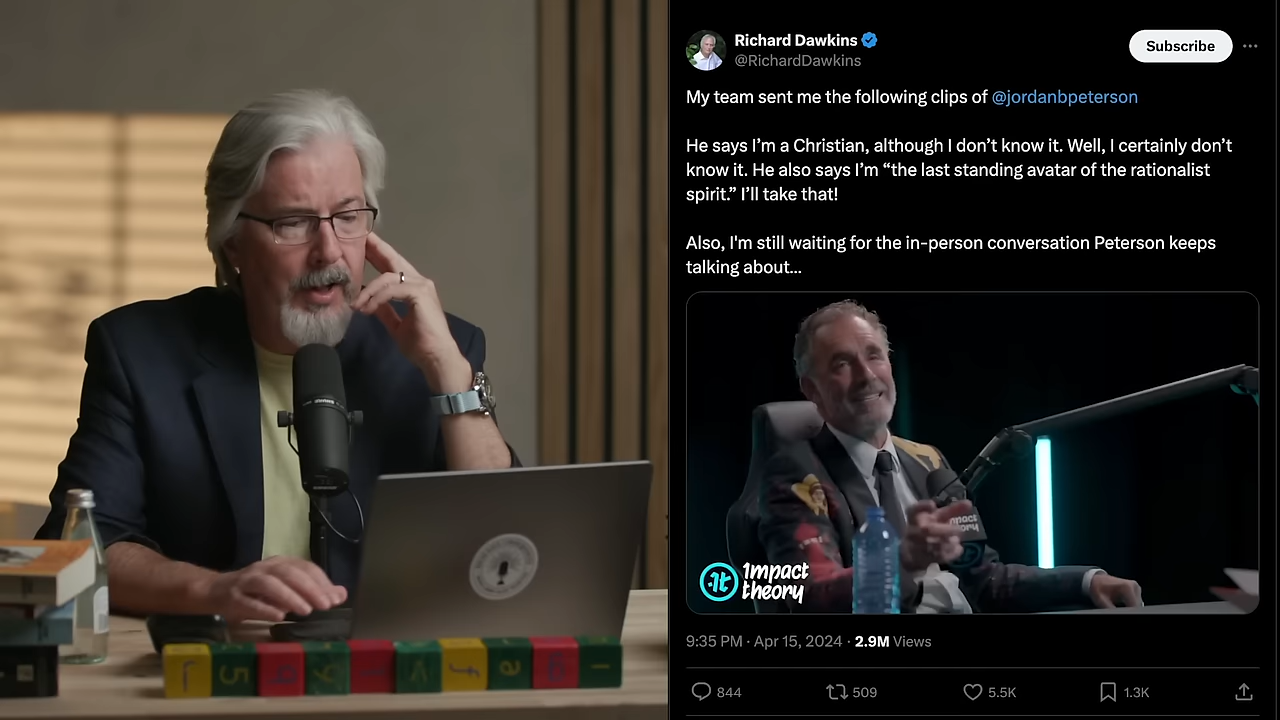 Richard Dawkins
@RichardDawkins
Subscribe
My team sent me the following clips of @jordanbpeterson
He says I’m a Christian, although I don’t know it. Well, I certainly don’t
know it. He also says I’m “the last standing avatar of the rationalist
spirit.” I’ll take that!
Also, I'm still waiting for the in-person conversation Peterson keeps
talking about...
impact
theory
9:35 PM · Apr 15, 2024 · 2.9M Views
844
509
5.5K
1.3K